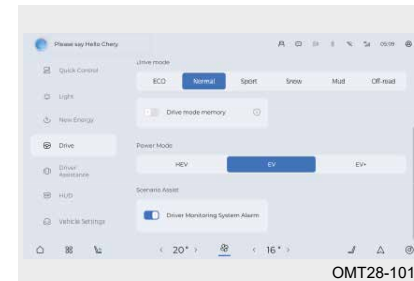 Please say Hello Chery
05:09
Drive mode
Quick Control
ECO Normal Sport Snow Mud Off-road
Light
Drive mode memory
New Energy
Drive
Power Mode
HEV EV EV+
Driver
Assistance
Scenario Assist
HUD
Driver Monitoring System Alarm
Vehicle Settings
20° 16°
OMT28-101